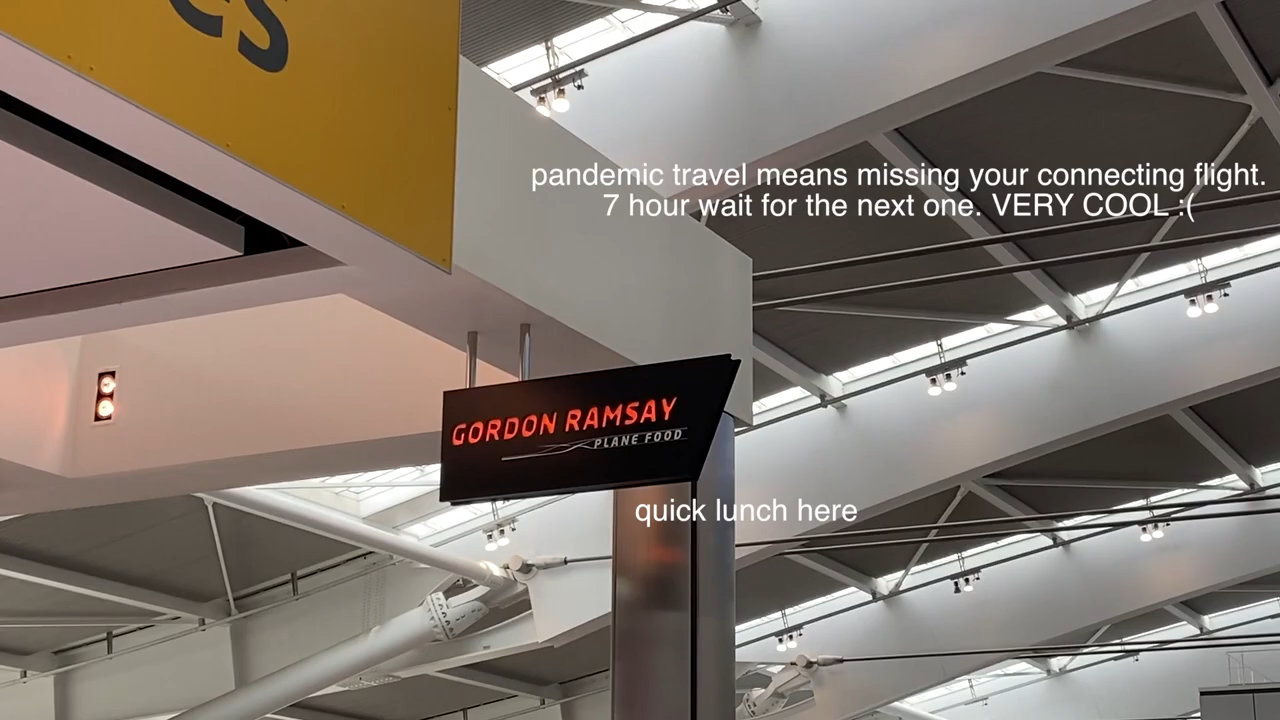 pandemic travel means missing your connecting flight.
7 hour wait for the next one. VERY COOL :(
GORDON RAMSAY
PLANE FOOD
quick lunch here